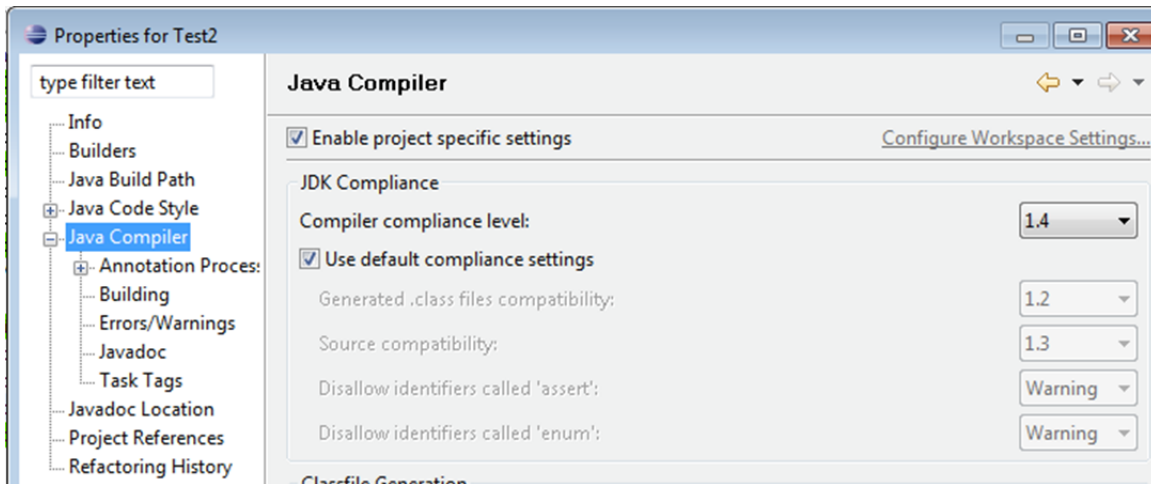 Properties for Test2
type filter text
Info
Builders
Java Build Path
Java Code Style
Java Compiler
Annotation Proces
Building
Errors/Warnings
Javadoc
Task Tags
Javadoc Location
Project References
Refactoring History
Java Compiler
Enable project specific settings
Configure Workspace Settings...
JDK Compliance
Compiler compliance level: 1.4
Use default compliance settings
Generated .class files compatibility: 1.2
Source compatibility: 1.3
Disallow identifiers called 'assert': Warning
Disallow identifiers called 'enum': Warning
Classfile Generation